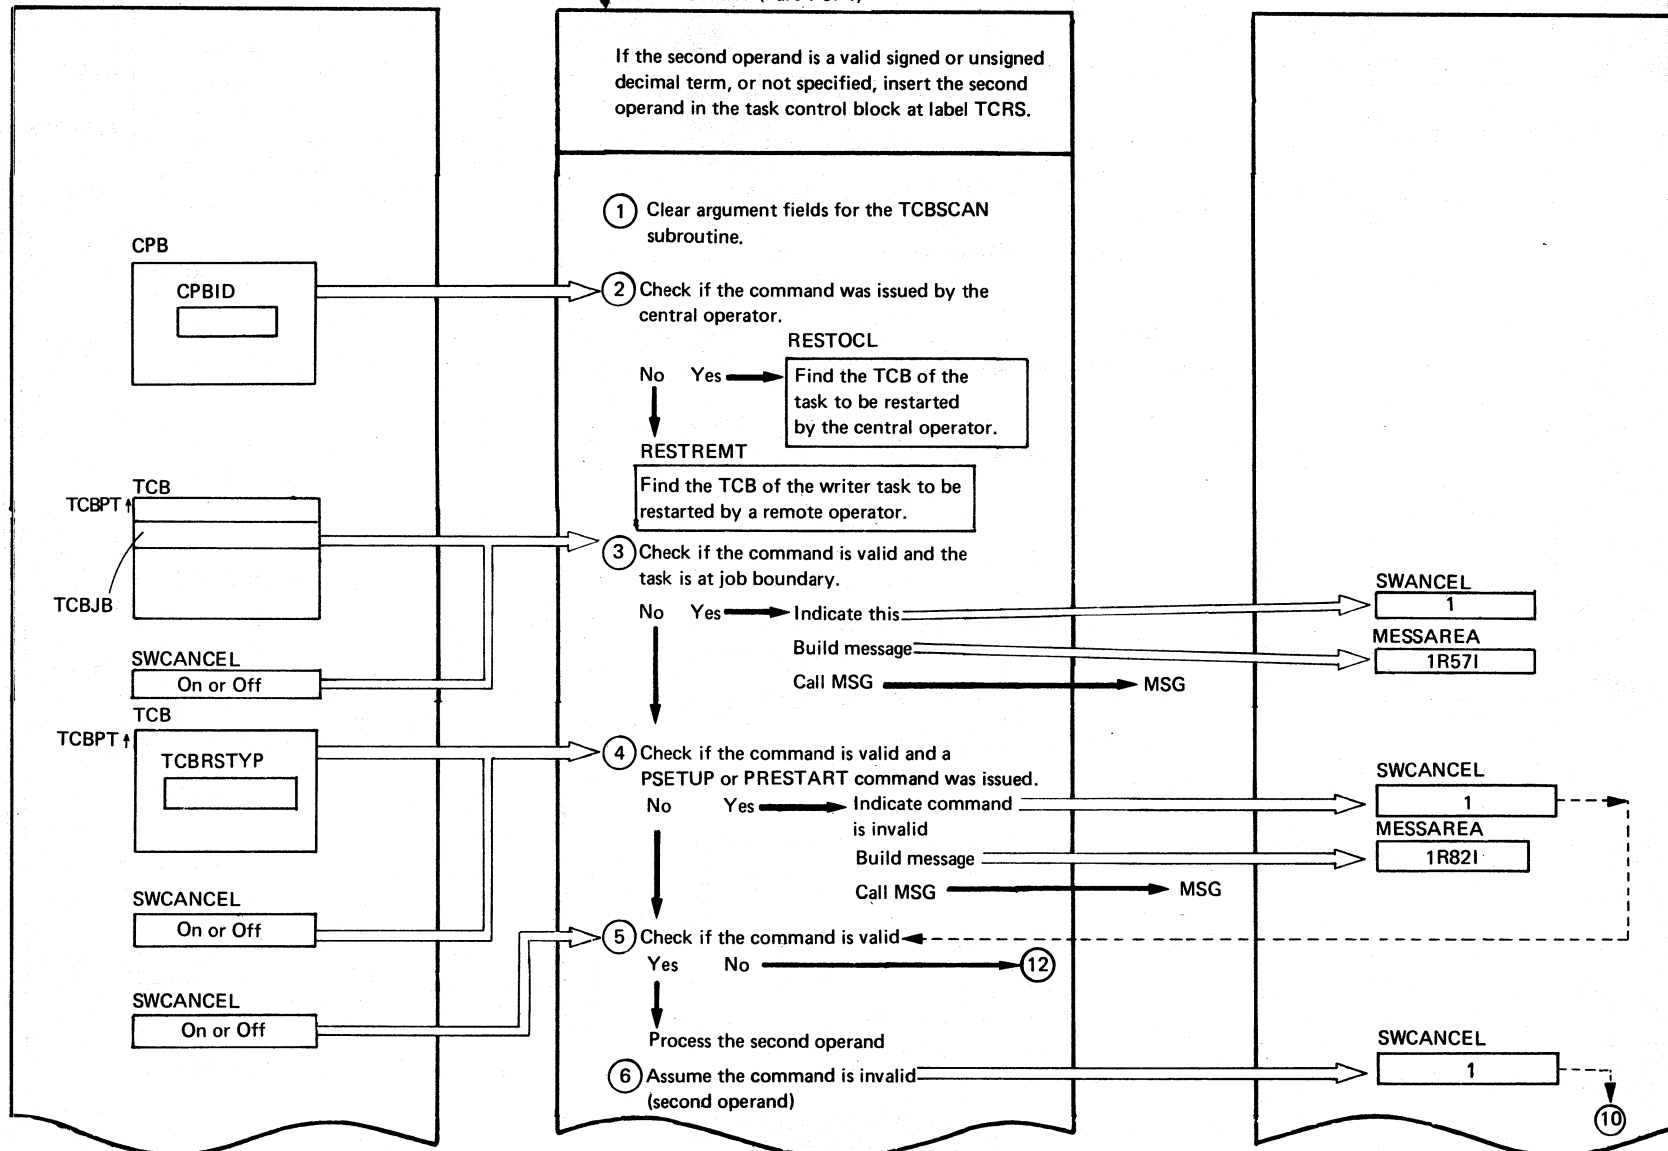 If the second operand is a valid signed or unsigned
decimal term, or not specified, insert the second
operand in the task control block at label TCRS.
1 Clear argument fields for the TCBSCAN
subroutine.
CPB
CPBID
2 Check if the command was issued by the
central operator.
RESTOCL
No Yes Find the TCB of the
task to be restarted
by the central operator.
RESTREMT
Find the TCB of the writer task to be
restarted by a remote operator.
TCB
TCBPT
TCBJB
3 Check if the command is valid and the
task is at job boundary.
No Yes Indicate this
SWANCEL
1
Build message
MESSAREA
1R57I
Call MSG MSG
SWCANCEL
On or Off
TCB
TCBPT
TCBRSTYP
4 Check if the command is valid and a
PSETUP or PRESTART command was issued.
No Yes Indicate command
is invalid
SWCANCEL
1
Build message
MESSAREA
1R82I
Call MSG MSG
SWCANCEL
On or Off
5 Check if the command is valid
Yes No 12
SWCANCEL
On or Off
Process the second operand
6 Assume the command is invalid
(second operand)
SWCANCEL
1
10